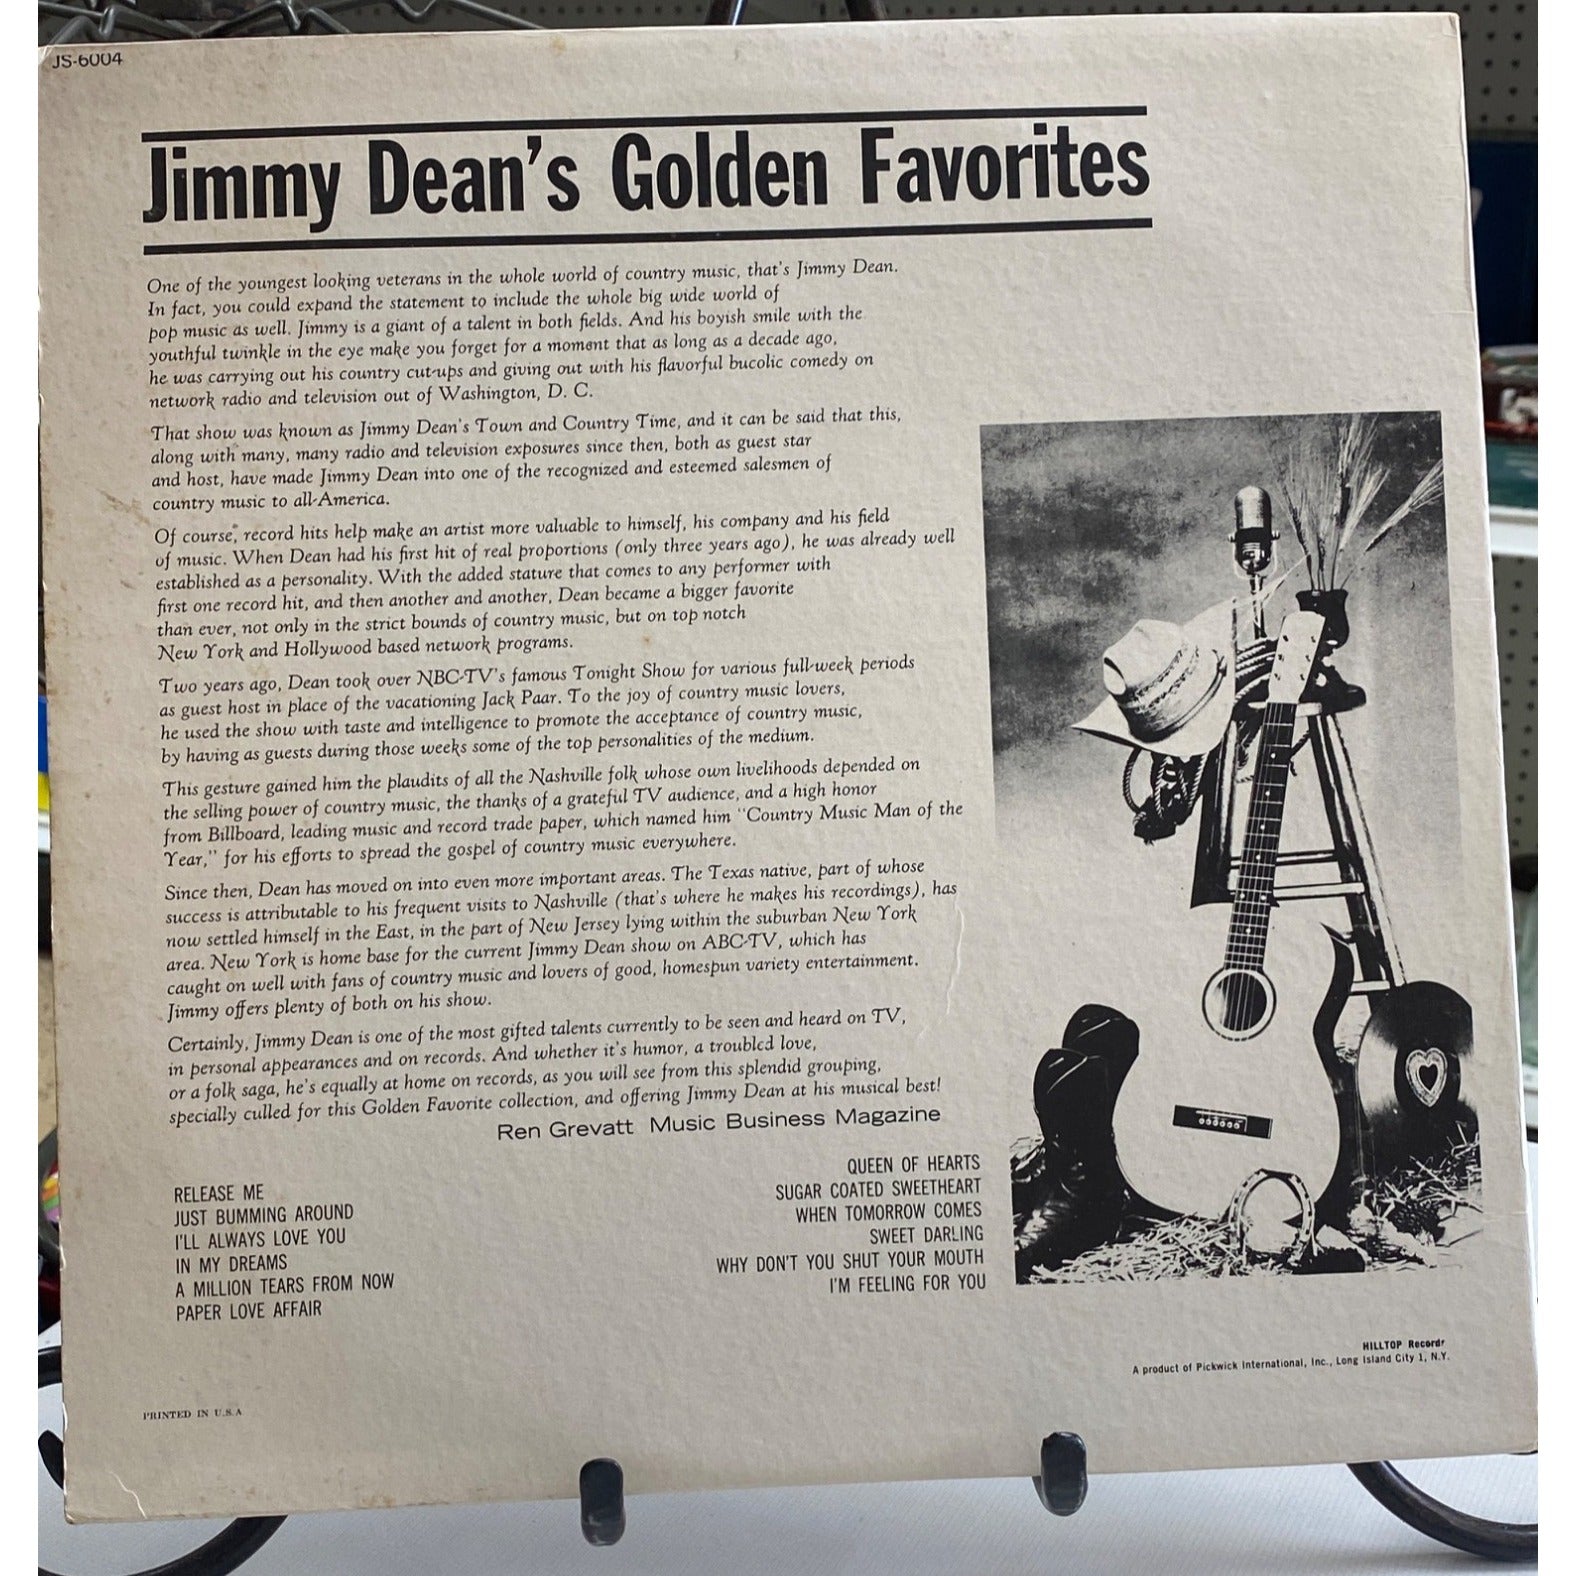 JS-6004
Jimmy Dean's Golden Favorites
One of the youngest looking veterans in the whole world of country music, that's Jimmy Dean.
In fact, you could expand the statement to include the whole big wide world of
pop music as well. Jimmy is a giant of a talent in both fields. And his boyish smile with the
youthful twinkle in the eye make you forget for a moment that as long as a decade ago,
he was carrying out his country cut-ups and giving out with his flavorful bucolic comedy on
network radio and television out of Washington, D. C.
That show was known as Jimmy Dean's Town and Country Time, and it can be said that this,
along with many, many radio and television exposures since then, both as guest star
and host, have made Jimmy Dean into one of the recognized and esteemed salesmen of
country music to all-America.
Of course, record hits help make an artist more valuable to himself, his company and his field
of music. When Dean had his first hit of real proportions (only three years ago), he was already well
established as a personality. With the added stature that comes to any performer with
first one record hit, and then another and another, Dean became a bigger favorite
than ever, not only in the strict bounds of country music, but on top notch
New York and Hollywood based network programs.
Two years ago, Dean took over NBC-TV's famous Tonight Show for various full-week periods
as guest host in place of the vacationing Jack Paar. To the joy of country music lovers,
he used the show with taste and intelligence to promote the acceptance of country music,
by having as guests during those weeks some of the top personalities of the medium.
This gesture gained him the plaudits of all the Nashville folk whose own livelihoods depended on
the selling power of country music, the thanks of a grateful TV audience, and a high honor
from Billboard, leading music and record trade paper, which named him "Country Music Man of the
Year," for his efforts to spread the gospel of country music everywhere.
Since then, Dean has moved on into even more important areas. The Texas native, part of whose
success is attributable to his frequent visits to Nashville (that's where he makes his recordings), has
now settled himself in the East, in the part of New Jersey lying within the suburban New York
area. New York is home base for the current Jimmy Dean show on ABC-TV, which has
caught on well with fans of country music and lovers of good, homespun variety entertainment.
Jimmy offers plenty of both on his show.
Certainly, Jimmy Dean is one of the most gifted talents currently to be seen and heard on TV,
in personal appearances and on records. And whether it's humor, a troubled love,
or a folk saga, he's equally at home on records, as you will see from this splendid grouping,
specially culled for this Golden Favorite collection, and offering Jimmy Dean at his musical best!
Ren Grevatt Music Business Magazine
RELEASE ME
JUST BUMMING AROUND
I'LL ALWAYS LOVE YOU
IN MY DREAMS
A MILLION TEARS FROM NOW
PAPER LOVE AFFAIR
QUEEN OF HEARTS
SUGAR COATED SWEETHEART
WHEN TOMORROW COMES
SWEET DARLING
WHY DON'T YOU SHUT YOUR MOUTH
I'M FEELING FOR YOU
HILLTOP Records
A product of Pickwick International, Inc., Long Island City 1, N.Y.
PRINTED IN U.S.A